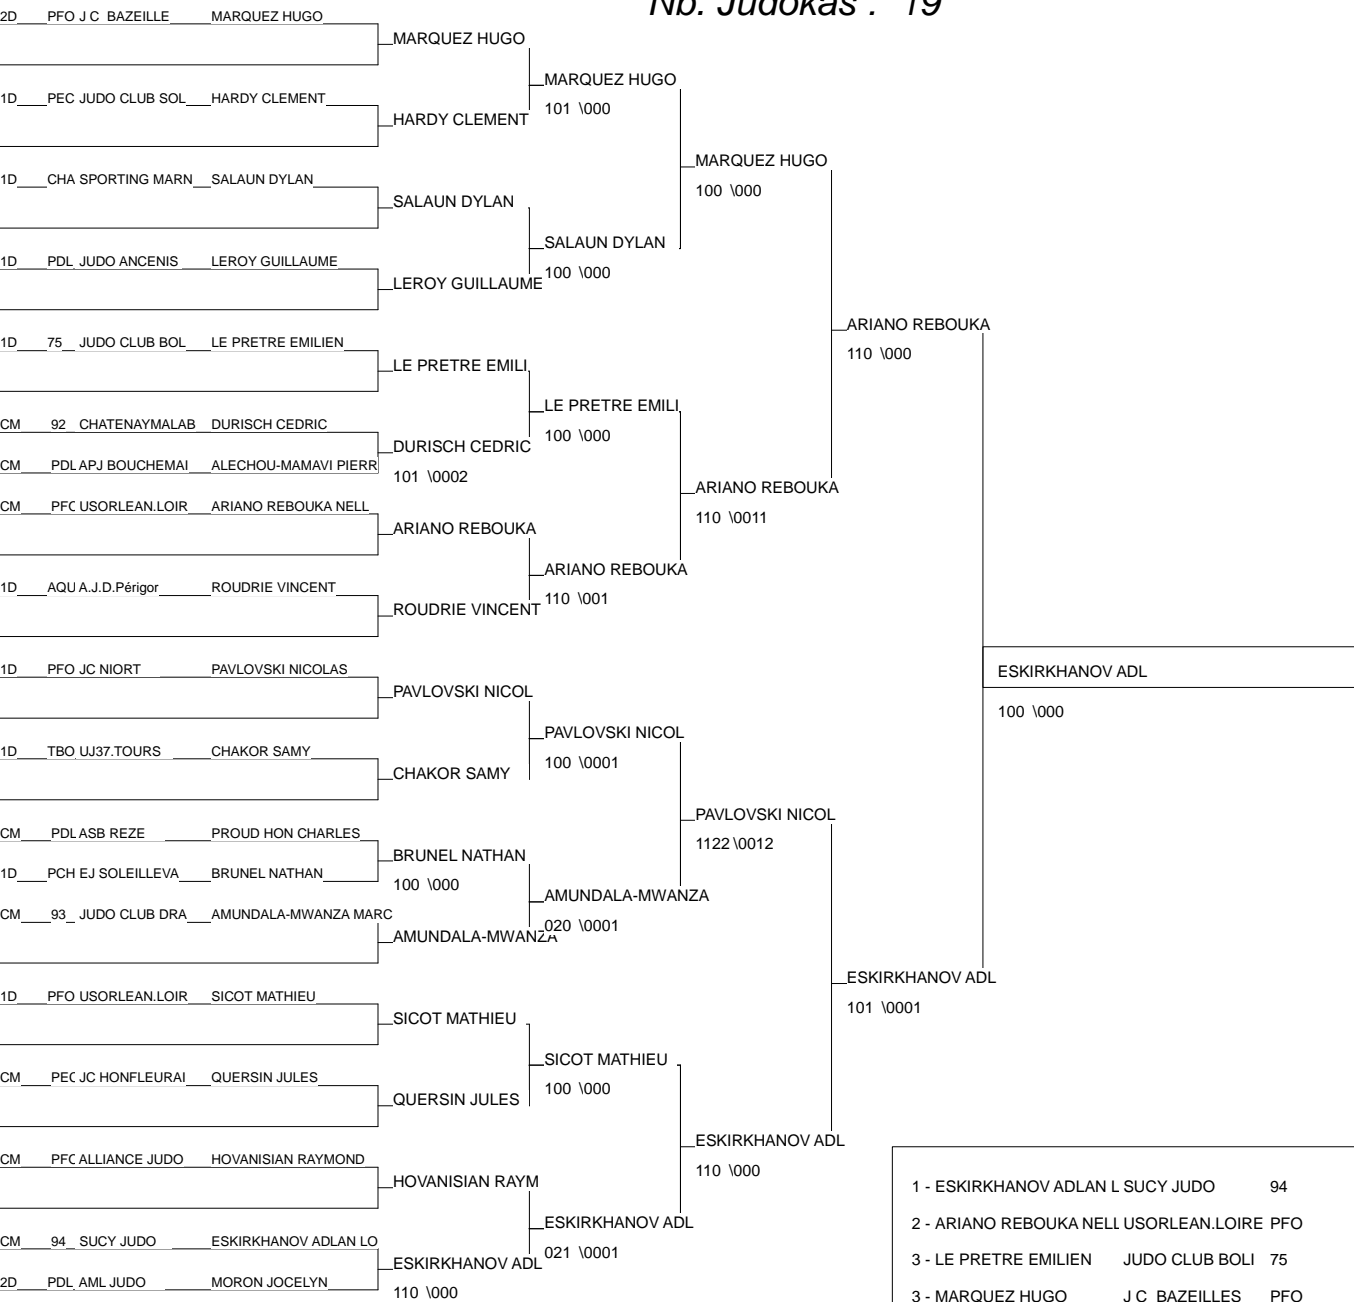 Nb. Judokas : 19
2D PFO J C BAZEILLE MARQUEZ HUGO
MARQUEZ HUGO
MARQUEZ HUGO
101 \000
1D PEC JUDO CLUB SOL HARDY CLEMENT
HARDY CLEMENT
MARQUEZ HUGO
100 \000
1D CHA SPORTING MARN SALAUN DYLAN
SALAUN DYLAN
SALAUN DYLAN
100 \000
1D PDL JUDO ANCENIS LEROY GUILLAUME
LEROY GUILLAUME
ARIANO REBOUKA
110 \000
1D 75 JUDO CLUB BOL LE PRETRE EMILIEN
LE PRETRE EMILI
LE PRETRE EMILI
100 \000
CM 92 CHATENAYMALAB DURISCH CEDRIC
DURISCH CEDRIC
101 \0002
CM PDL APJ BOUCHEMAI ALECHOU-MAMAVI PIERR
ARIANO REBOUKA
110 \0011
CM PFO USORLEAN.LOIR ARIANO REBOUKA NELL
ARIANO REBOUKA
ARIANO REBOUKA
110 \001
1D AQU A.J.D.Périgor ROUDRIE VINCENT
ROUDRIE VINCENT
ESKIRKHANOV ADL
100 \000
1D PFO JC NIORT PAVLOVSKI NICOLAS
PAVLOVSKI NICOL
PAVLOVSKI NICOL
100 \0001
1D TBO UJ37.TOURS CHAKOR SAMY
CHAKOR SAMY
PAVLOVSKI NICOL
1122 \0012
CM PDL ASB REZE PROUD HON CHARLES
BRUNEL NATHAN
100 \000
1D PCH EJ SOLEILLEVA BRUNEL NATHAN
AMUNDALA-MWANZA
020 \0001
CM 93 JUDO CLUB DRA AMUNDALA-MWANZA MARC
AMUNDALA-MWANZA
ESKIRKHANOV ADL
101 \0001
1D PFO USORLEAN.LOIR SICOT MATHIEU
SICOT MATHIEU
SICOT MATHIEU
100 \000
CM PEC JC HONFLEURAI QUERSIN JULES
QUERSIN JULES
ESKIRKHANOV ADL
110 \000
CM PFO ALLIANCE JUDO HOVANISIAN RAYMOND
HOVANISIAN RAYM
ESKIRKHANOV ADL
021 \0001
CM 94 SUCY JUDO ESKIRKHANOV ADLAN LO
ESKIRKHANOV ADL
110 \000
2D PDL AML JUDO MORON JOCELYN
1 - ESKIRKHANOV ADLAN L SUCY JUDO 94
2 - ARIANO REBOUKA NELL USORLEAN.LOIRE PFO
3 - LE PRETRE EMILIEN JUDO CLUB BOLI 75
3 - MARQUEZ HUGO J C BAZEILLES PFO